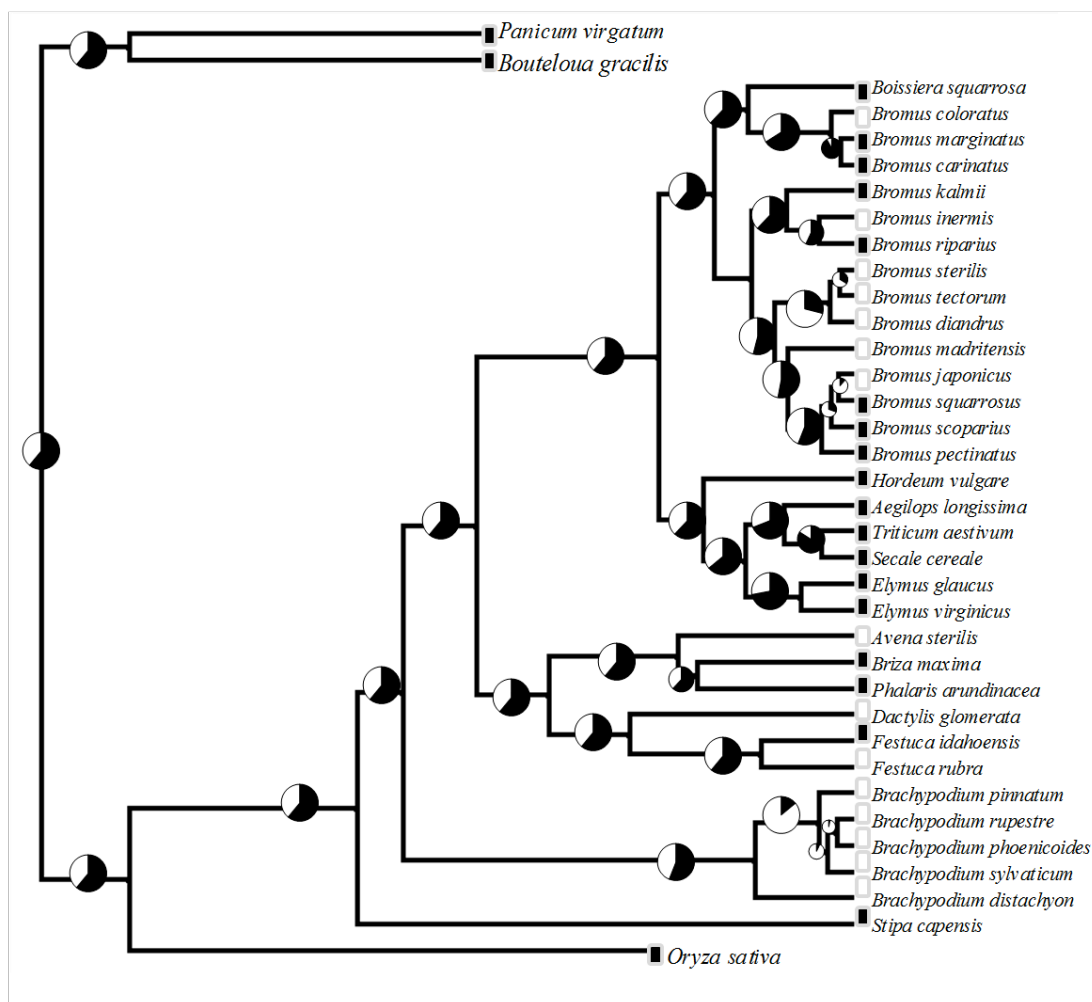 Panicum virgatum
Bouteloua gracilis
Boissiera squarrosa
Bromus coloratus
Bromus marginatus
Bromus carinatus
Bromus kalmii
Bromus inermis
Bromus riparius
Bromus sterilis
Bromus tectorum
Bromus diandrus
Bromus madritensis
Bromus japonicus
Bromus squarrosus
Bromus scoparius
Bromus pectinatus
Hordeum vulgare
Aegilops longissima
Triticum aestivum
Secale cereale
Elymus glaucus
Elymus virginicus
Avena sterilis
Briza maxima
Phalaris arundinacea
Dactylis glomerata
Festuca idahoensis
Festuca rubra
Brachypodium pinnatum
Brachypodium rupestre
Brachypodium phoenicoides
Brachypodium sylvaticum
Brachypodium distachyon
Stipa capensis
Oryza sativa